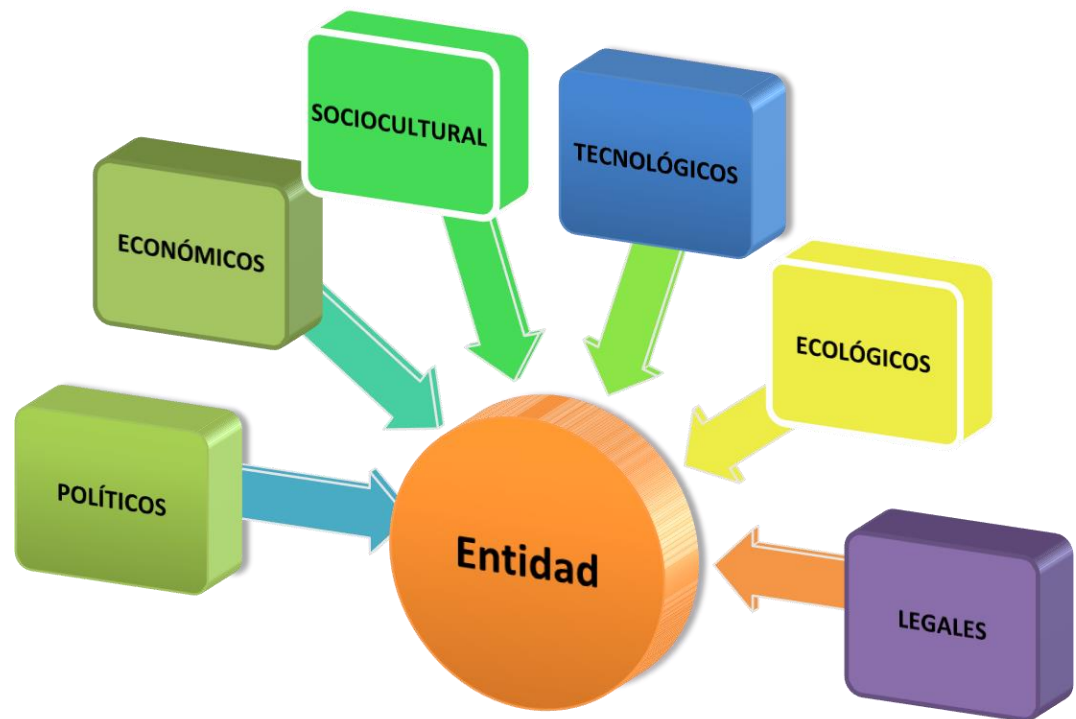 SOCIOCULTURAL
TECNOLÓGICOS
ECONÓMICOS
ECOLÓGICOS
POLÍTICOS
Entidad
LEGALES